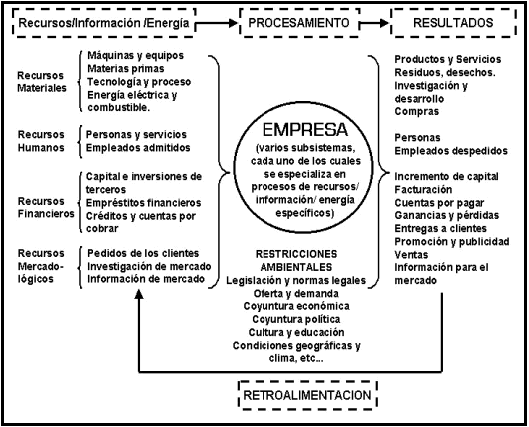 Recursos/Información /Energía
PROCESAMIENTO
RESULTADOS
Recursos
Materiales
Máquinas y equipos
Materias primas
Tecnología y proceso
Energía eléctrica y
combustible.
Recursos
Humanos
Personas y servicios
Empleados admitidos
Recursos
Financieros
Capital e inversiones de
terceros
Empréstitos financieros
Créditos y cuentas por
cobrar
Recursos
Mercado-
lógicos
Pedidos de los clientes
Investigación de mercado
Información de mercado
EMPRESA
(varios subsistemas,
cada uno de los cuales
se especializa en
procesos de recursos/
información/ energía
específicos)
RESTRICCIONES
AMBIENTALES
Legislación y normas legales
Oferta y demanda
Coyuntura económica
Coyuntura política
Cultura y educación
Condiciones geográficas y
clima, etc...
Productos y Servicios
Residuos, desechos.
Investigación y
desarrollo
Compras
Personas
Empleados despedidos
Incremento de capital
Facturación
Cuentas por pagar
Ganancias y pérdidas
Entregas a clientes
Promoción y publicidad
Ventas
Información para el
mercado
RETROALIMENTACION